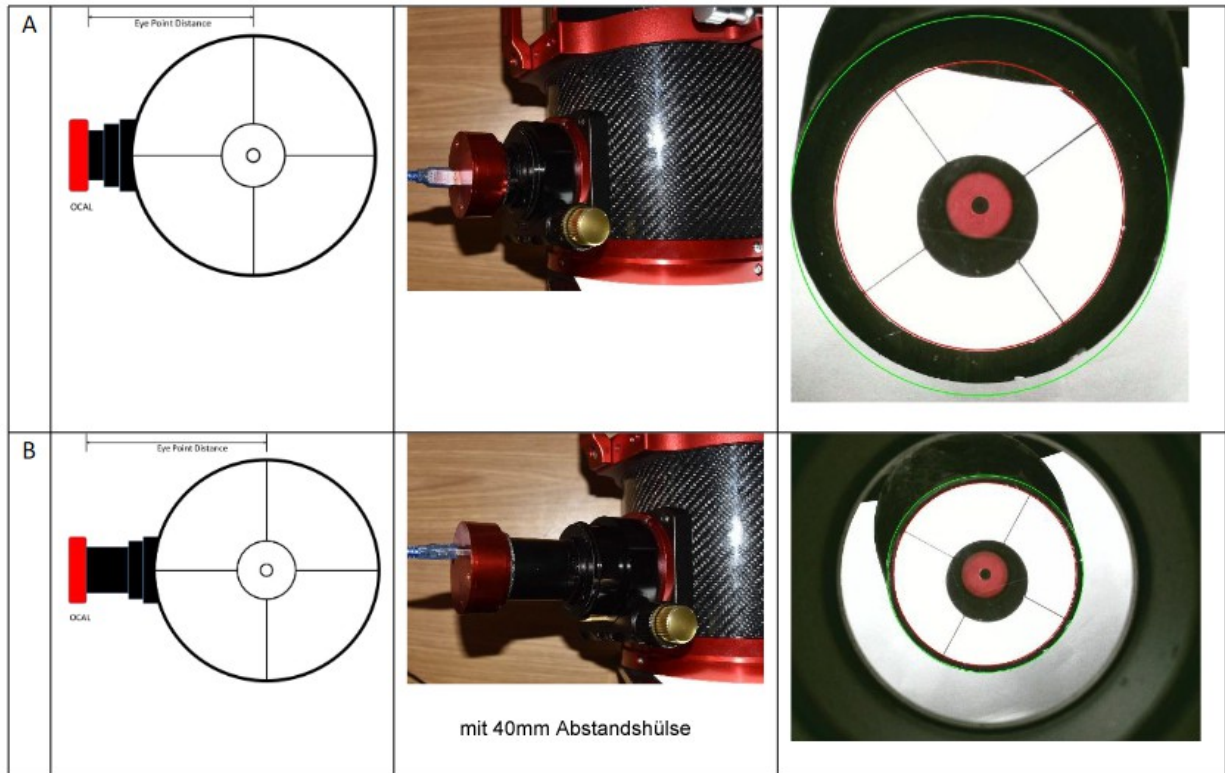 A
Eye Point Distance
OCAL
B
Eye Point Distance
OCAL
mit 40mm Abstandshülse